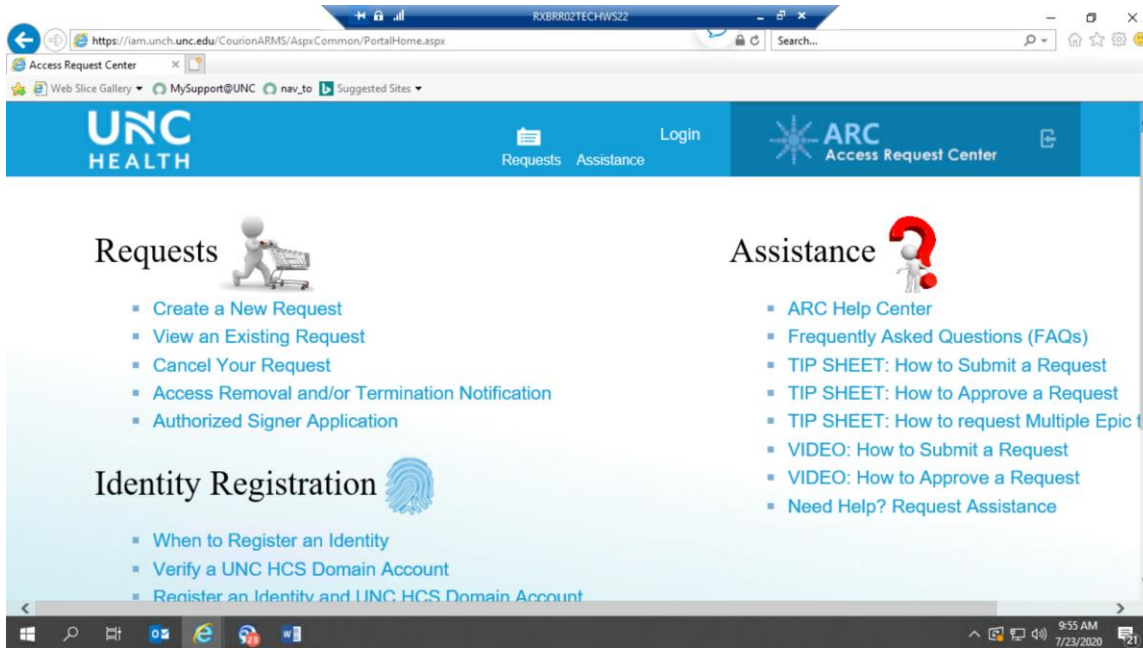 RXBRR02TECHWS22
https://iam.unch.unc.edu/CourionARMS/AspxCommon/PortalHome.aspx
Search...
Access Request Center
Web Slice Gallery
MySupport@UNC
nav_to
Suggested Sites
UNC
HEALTH
Requests
Assistance
Login
ARC
Access Request Center
Requests
Create a New Request
View an Existing Request
Cancel Your Request
Access Removal and/or Termination Notification
Authorized Signer Application
Identity Registration
When to Register an Identity
Verify a UNC HCS Domain Account
Register an Identity and UNC HCS Domain Account
Assistance
ARC Help Center
Frequently Asked Questions (FAQs)
TIP SHEET: How to Submit a Request
TIP SHEET: How to Approve a Request
TIP SHEET: How to request Multiple Epic t
VIDEO: How to Submit a Request
VIDEO: How to Approve a Request
Need Help? Request Assistance
23
9:55 AM
7/23/2020
21